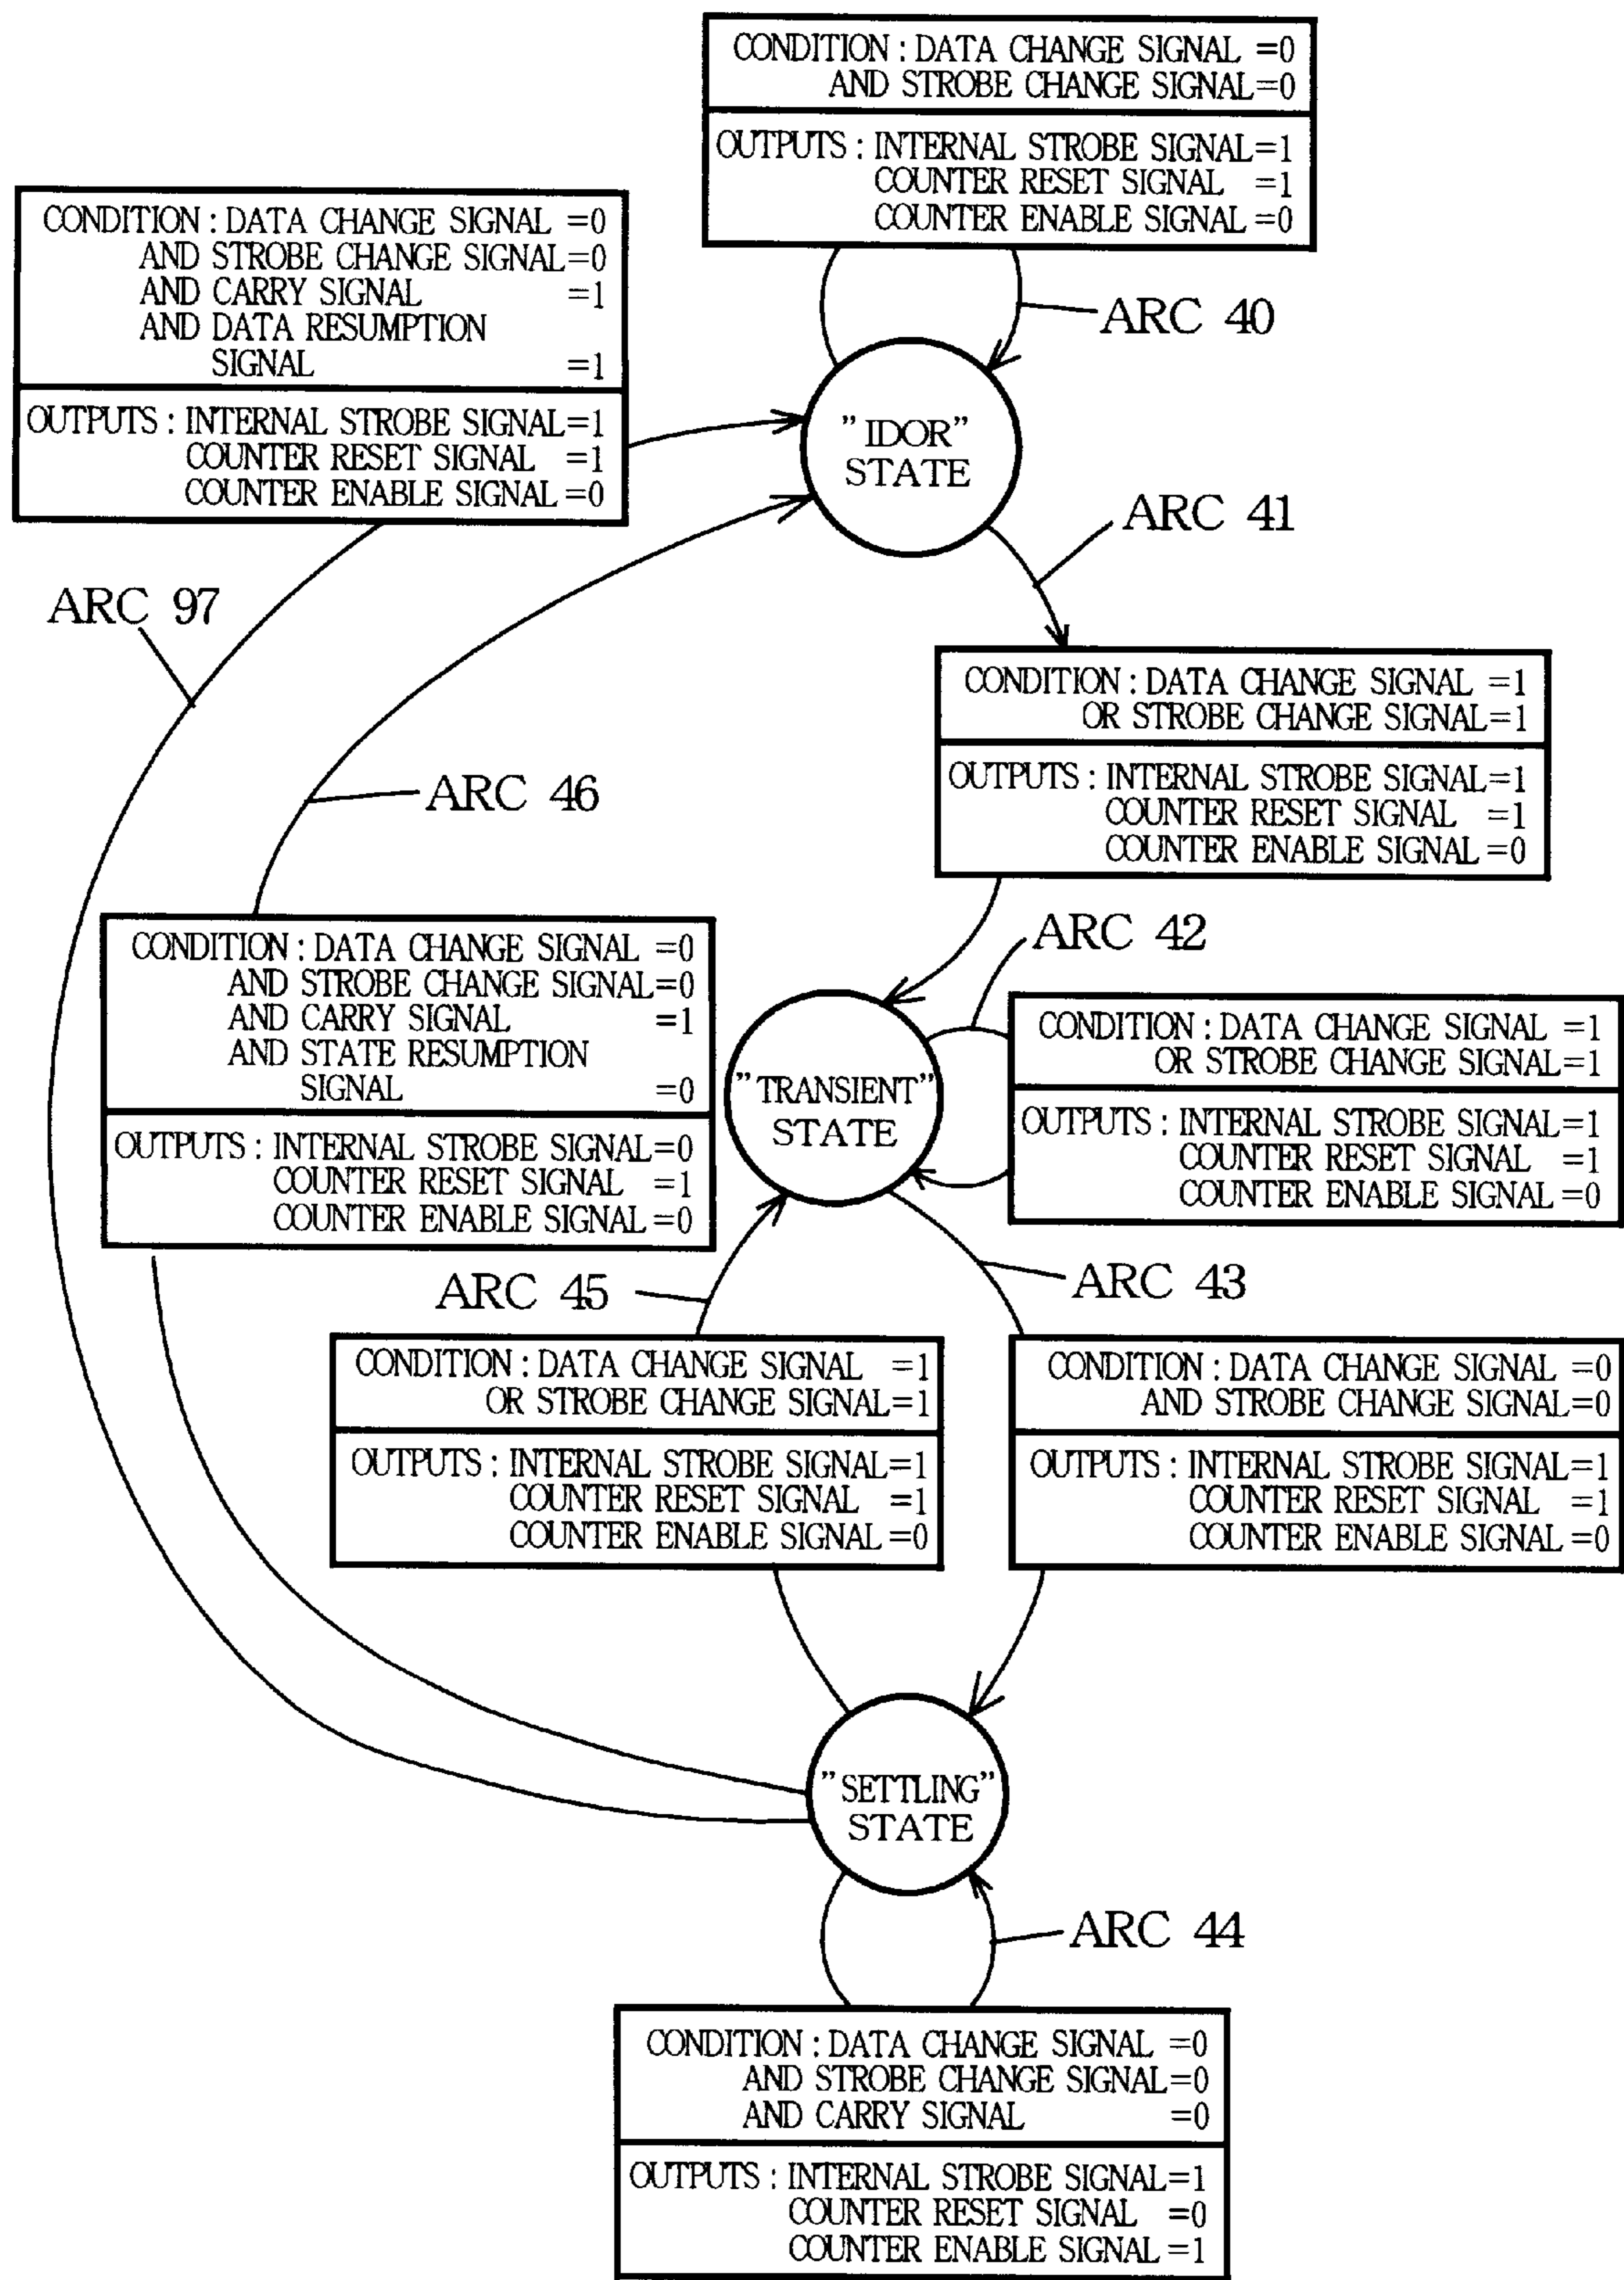 CONDITION : DATA CHANGE SIGNAL =0
AND STROBE CHANGE SIGNAL=0
OUTPUTS : INTERNAL STROBE SIGNAL=1
COUNTER RESET SIGNAL =1
COUNTER ENABLE SIGNAL=0
ARC 40
CONDITION : DATA CHANGE SIGNAL =0
AND STROBE CHANGE SIGNAL=0
AND CARRY SIGNAL =1
AND DATA RESUMPTION
SIGNAL =1
OUTPUTS : INTERNAL STROBE SIGNAL=1
COUNTER RESET SIGNAL =1
COUNTER ENABLE SIGNAL=0
"IDOR"
STATE
ARC 41
ARC 97
CONDITION : DATA CHANGE SIGNAL =1
OR STROBE CHANGE SIGNAL=1
OUTPUTS : INTERNAL STROBE SIGNAL=1
COUNTER RESET SIGNAL =1
COUNTER ENABLE SIGNAL=0
ARC 46
ARC 42
CONDITION : DATA CHANGE SIGNAL =0
AND STROBE CHANGE SIGNAL=0
AND CARRY SIGNAL =1
AND STATE RESUMPTION
SIGNAL =0
OUTPUTS : INTERNAL STROBE SIGNAL=0
COUNTER RESET SIGNAL =1
COUNTER ENABLE SIGNAL=0
"TRANSIENT"
STATE
CONDITION : DATA CHANGE SIGNAL =1
OR STROBE CHANGE SIGNAL=1
OUTPUTS : INTERNAL STROBE SIGNAL=1
COUNTER RESET SIGNAL =1
COUNTER ENABLE SIGNAL=0
ARC 45
ARC 43
CONDITION : DATA CHANGE SIGNAL =1
OR STROBE CHANGE SIGNAL=1
OUTPUTS : INTERNAL STROBE SIGNAL=1
COUNTER RESET SIGNAL =1
COUNTER ENABLE SIGNAL=0
CONDITION : DATA CHANGE SIGNAL =0
AND STROBE CHANGE SIGNAL=0
OUTPUTS : INTERNAL STROBE SIGNAL=1
COUNTER RESET SIGNAL =1
COUNTER ENABLE SIGNAL=0
"SETTLING"
STATE
ARC 44
CONDITION : DATA CHANGE SIGNAL =0
AND STROBE CHANGE SIGNAL=0
AND CARRY SIGNAL =0
OUTPUTS : INTERNAL STROBE SIGNAL=1
COUNTER RESET SIGNAL =0
COUNTER ENABLE SIGNAL=1